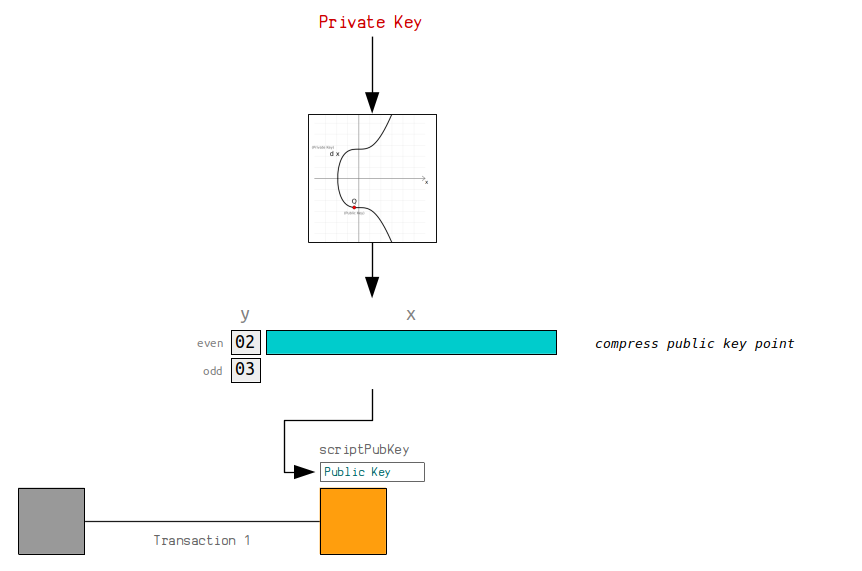 Private Key
(Private Key)
d x
x
Q
(Public Key)
y x
even 02
compress public key point
odd 03
scriptPubKey
Public Key
Transaction 1